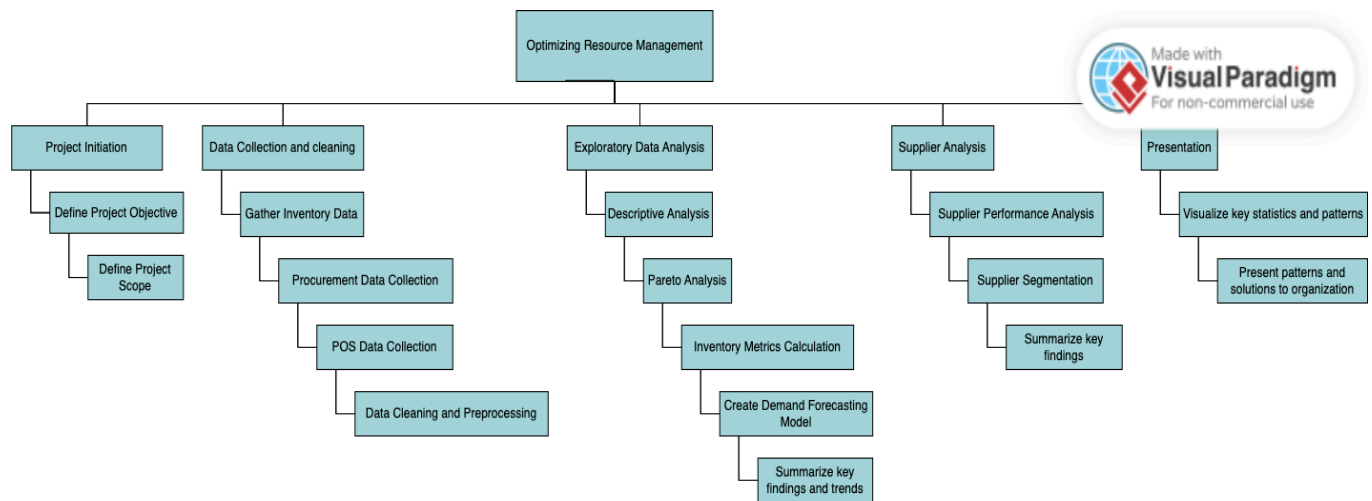 Optimizing Resource Management
Made with
Visual Paradigm
For non-commercial use
Project Initiation
Data Collection and cleaning
Exploratory Data Analysis
Supplier Analysis
Presentation
Define Project Objective
Gather Inventory Data
Descriptive Analysis
Supplier Performance Analysis
Visualize key statistics and patterns
Define Project
Scope
Procurement Data Collection
Pareto Analysis
Supplier Segmentation
Present patterns and
solutions to organization
POS Data Collection
Inventory Metrics Calculation
Summarize key
findings
Data Cleaning and Preprocessing
Create Demand Forecasting
Model
Summarize key
findings and trends